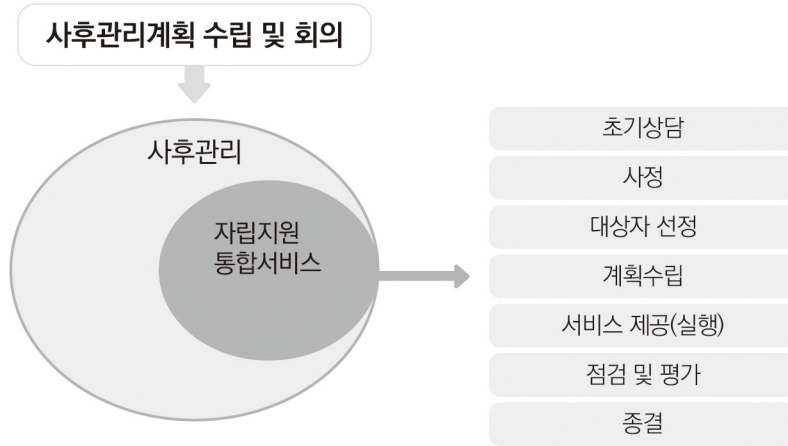 사후관리계획 수립 및 회의
사후관리
자립지원
통합서비스
초기상담
사정
대상자 선정
계획수립
서비스 제공(실행)
점검 및 평가
종결